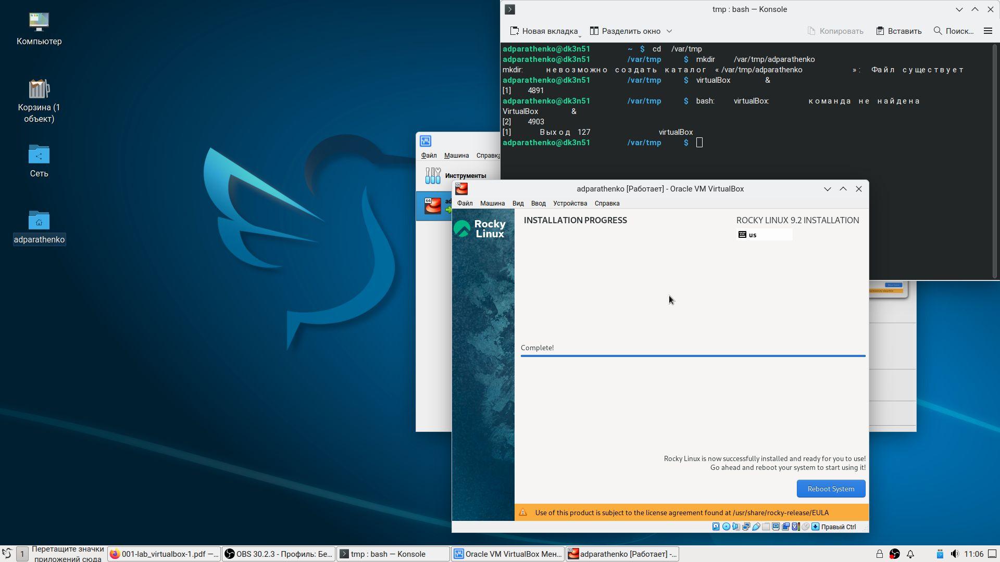 Компьютер
Корзина (1
объект)
Сеть
adparathenko
tmp : bash — Konsole
Новая вкладка
Разделить окно
Копировать
Вставить
Поиск...
adparathenko@dk3n51 ~ $ cd /var/tmp
adparathenko@dk3n51 /var/tmp $ mkdir /var/tmp/adparathenko
mkdir: невозможно создать каталог «/var/tmp/adparathenko»: Файл существует
adparathenko@dk3n51 /var/tmp $ virtualBox &
[1] 4891
adparathenko@dk3n51 /var/tmp $ bash: virtualBox: команда не найдена
VirtualBox &
[2] 4903
[1] Выход 127 virtualBox
adparathenko@dk3n51 /var/tmp $
Файл Машина Справка
Инструменты
64 ad
64 adparathenko [Работает] - Oracle VM VirtualBox
Файл Машина Вид Ввод Устройства Справка
Rocky
Linux
INSTALLATION PROGRESS
ROCKY LINUX 9.2 INSTALLATION
us
Complete!
Rocky Linux is now successfully installed and ready for you to use!
Go ahead and reboot your system to start using it!
Reboot System
Use of this product is subject to the license agreement found at /usr/share/rocky-release/EULA
Правый Ctrl
1
Перетащите значки
приложений сюда
001-lab_virtualbox-1.pdf —...
OBS 30.2.3 - Профиль: Бе...
tmp : bash — Konsole
Oracle VM VirtualBox Мен...
adparathenko [Работает] -...
11:06